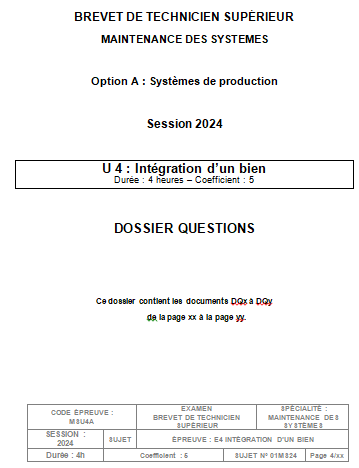 BREVET DE TECHNICIEN SUPÉRIEUR
MAINTENANCE DES SYSTEMES
Option A : Systèmes de production
Session 2024
U 4 : Intégration d'un bien
Durée : 4 heures – Coefficient : 5
DOSSIER QUESTIONS
Ce dossier contient les documents DQx à DQy
de la page xx à la page yy.
CODE ÉPREUVE :
MSU4A
EXAMEN
BREVET DE TECHNICIEN
SUPÉRIEUR
SPÉCIALITÉ :
MAINTENANCE DES
SYSTÈMES
SESSION :
2024
SUJET
ÉPREUVE : E4 INTÉGRATION D'UN BIEN
Durée : 4h
Coefficient : 5
SUJET N° 01MS24
Page 4/xx